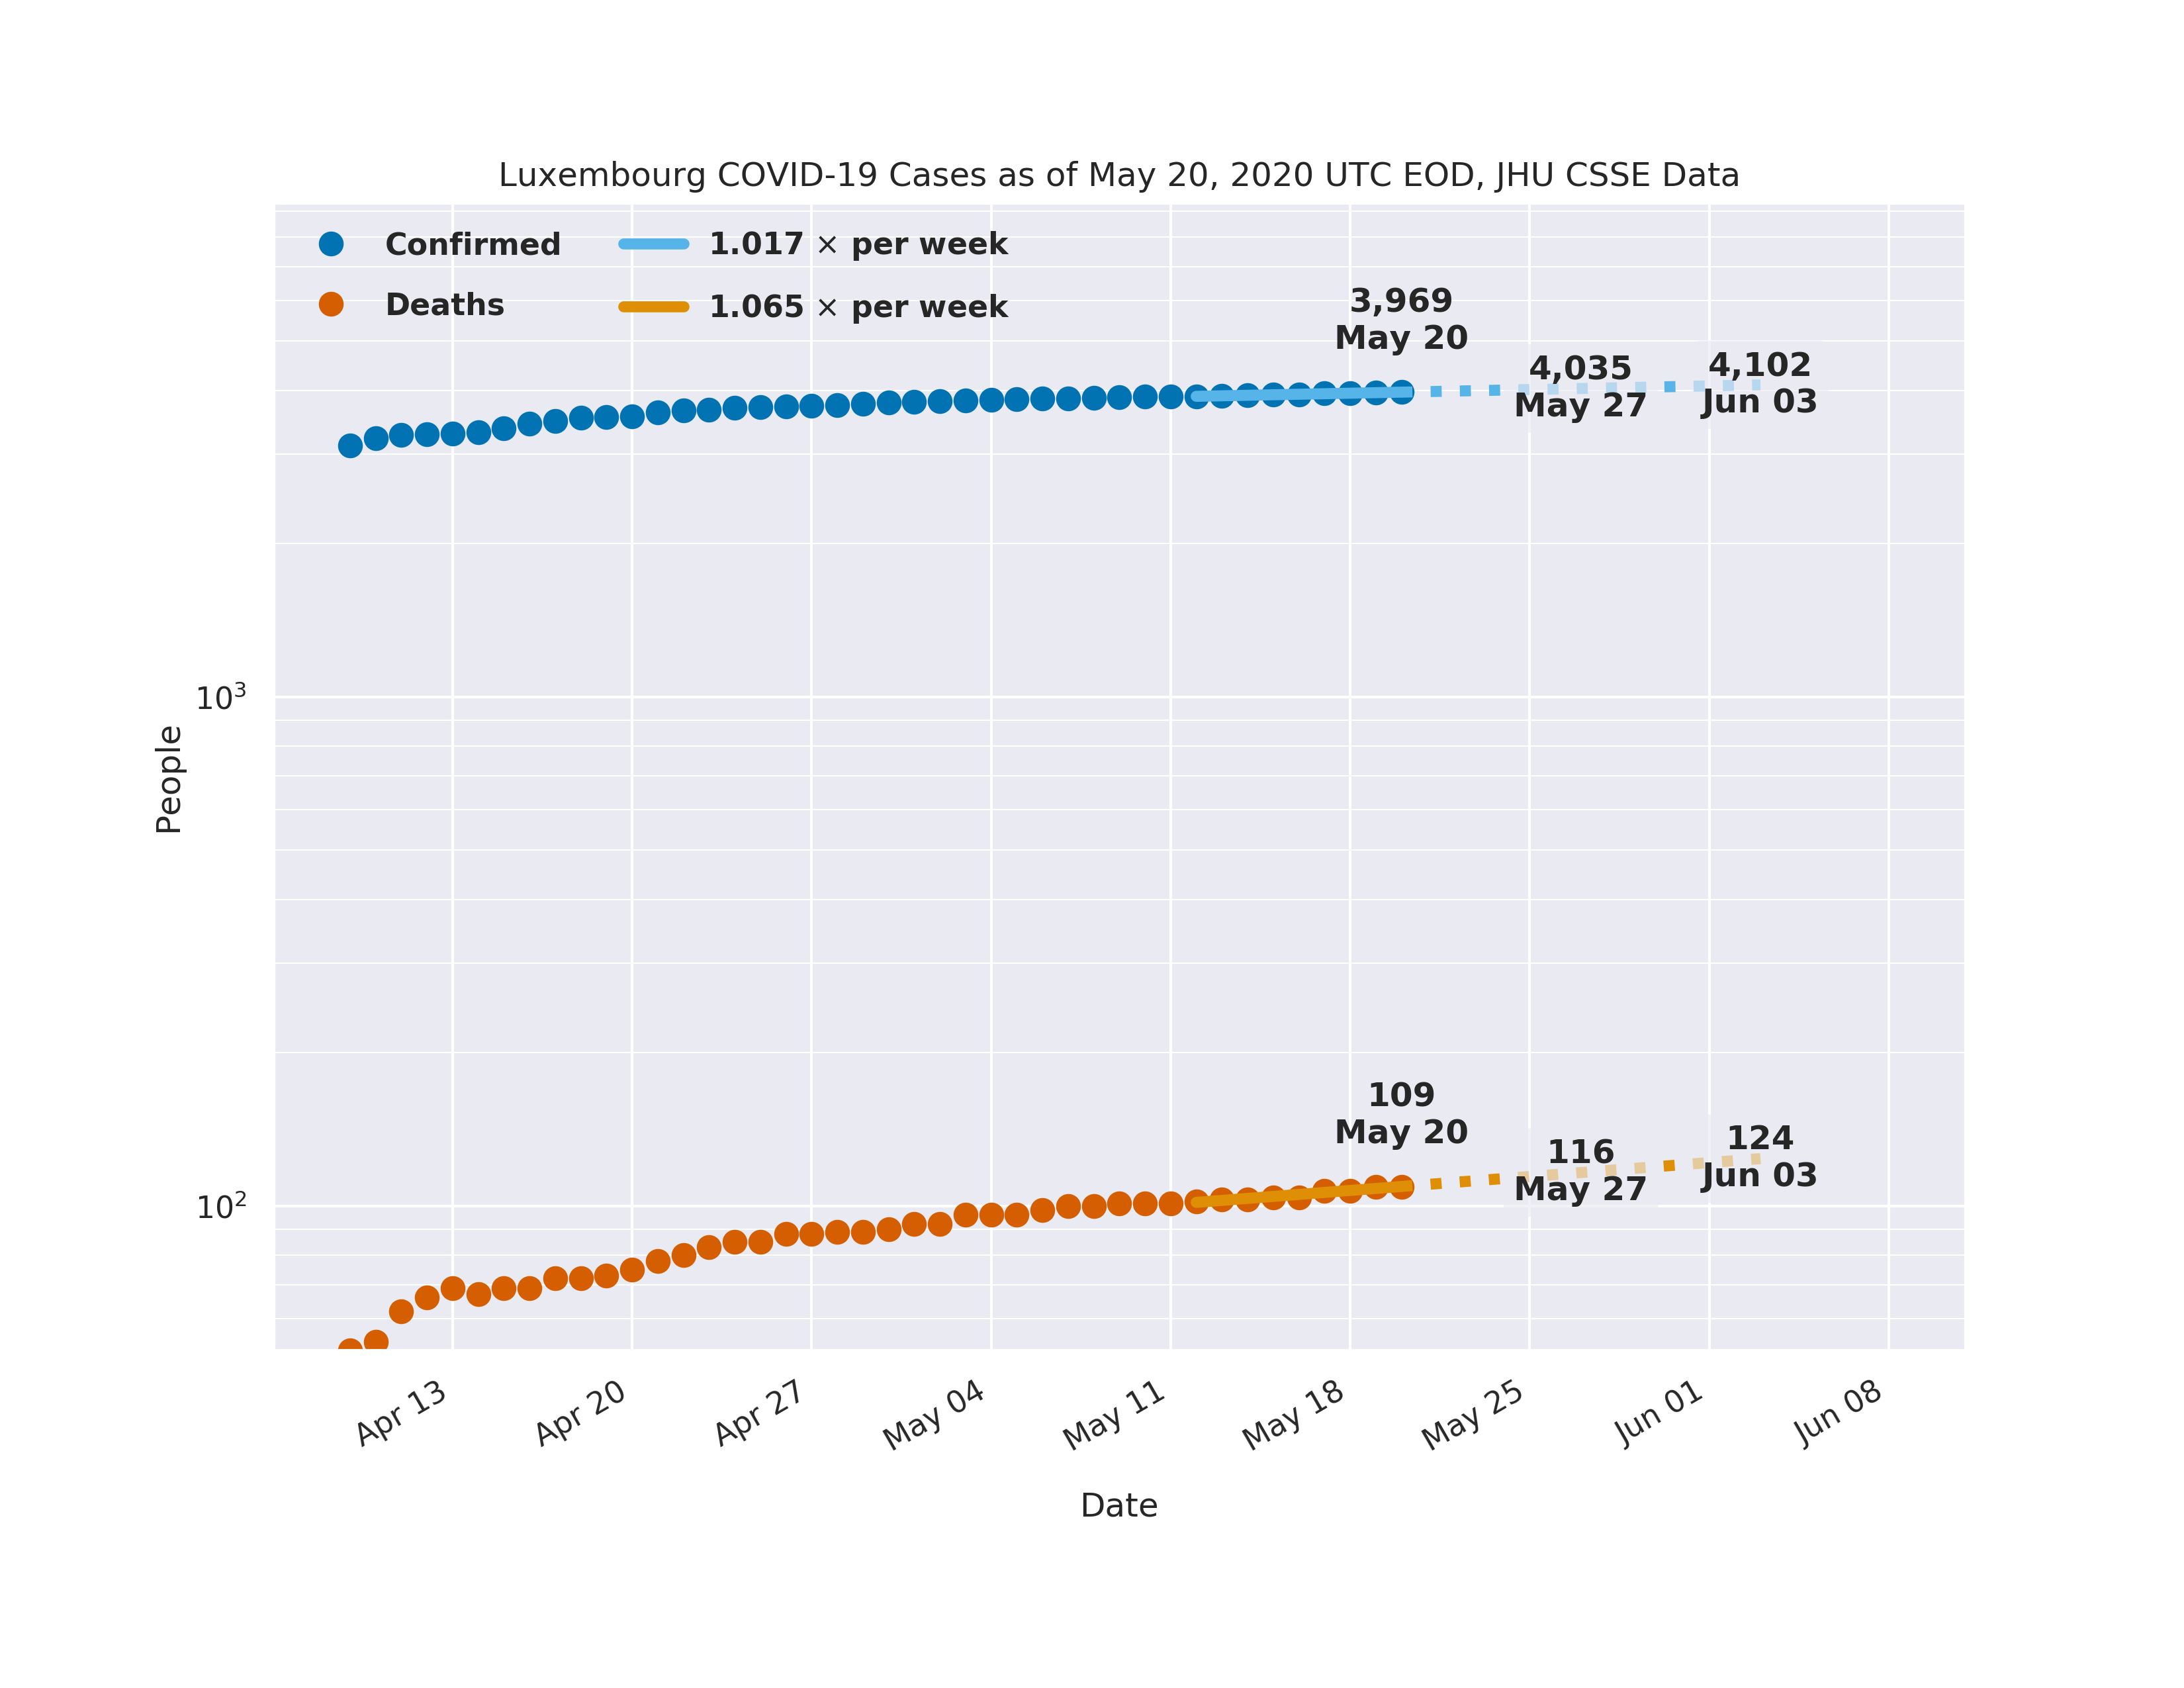 Luxembourg COVID-19 Cases as of May 20, 2020 UTC EOD, JHU CSSE Data
Confirmed
Deaths
1.017 × per week
1.065 × per week
3,969
May 20
4,035
May 27
4,102
Jun 03
10³
People
109
May 20
116
May 27
124
Jun 03
10²
Apr 13
Apr 20
Apr 27
May 04
May 11
May 18
May 25
Jun 01
Jun 08
Date